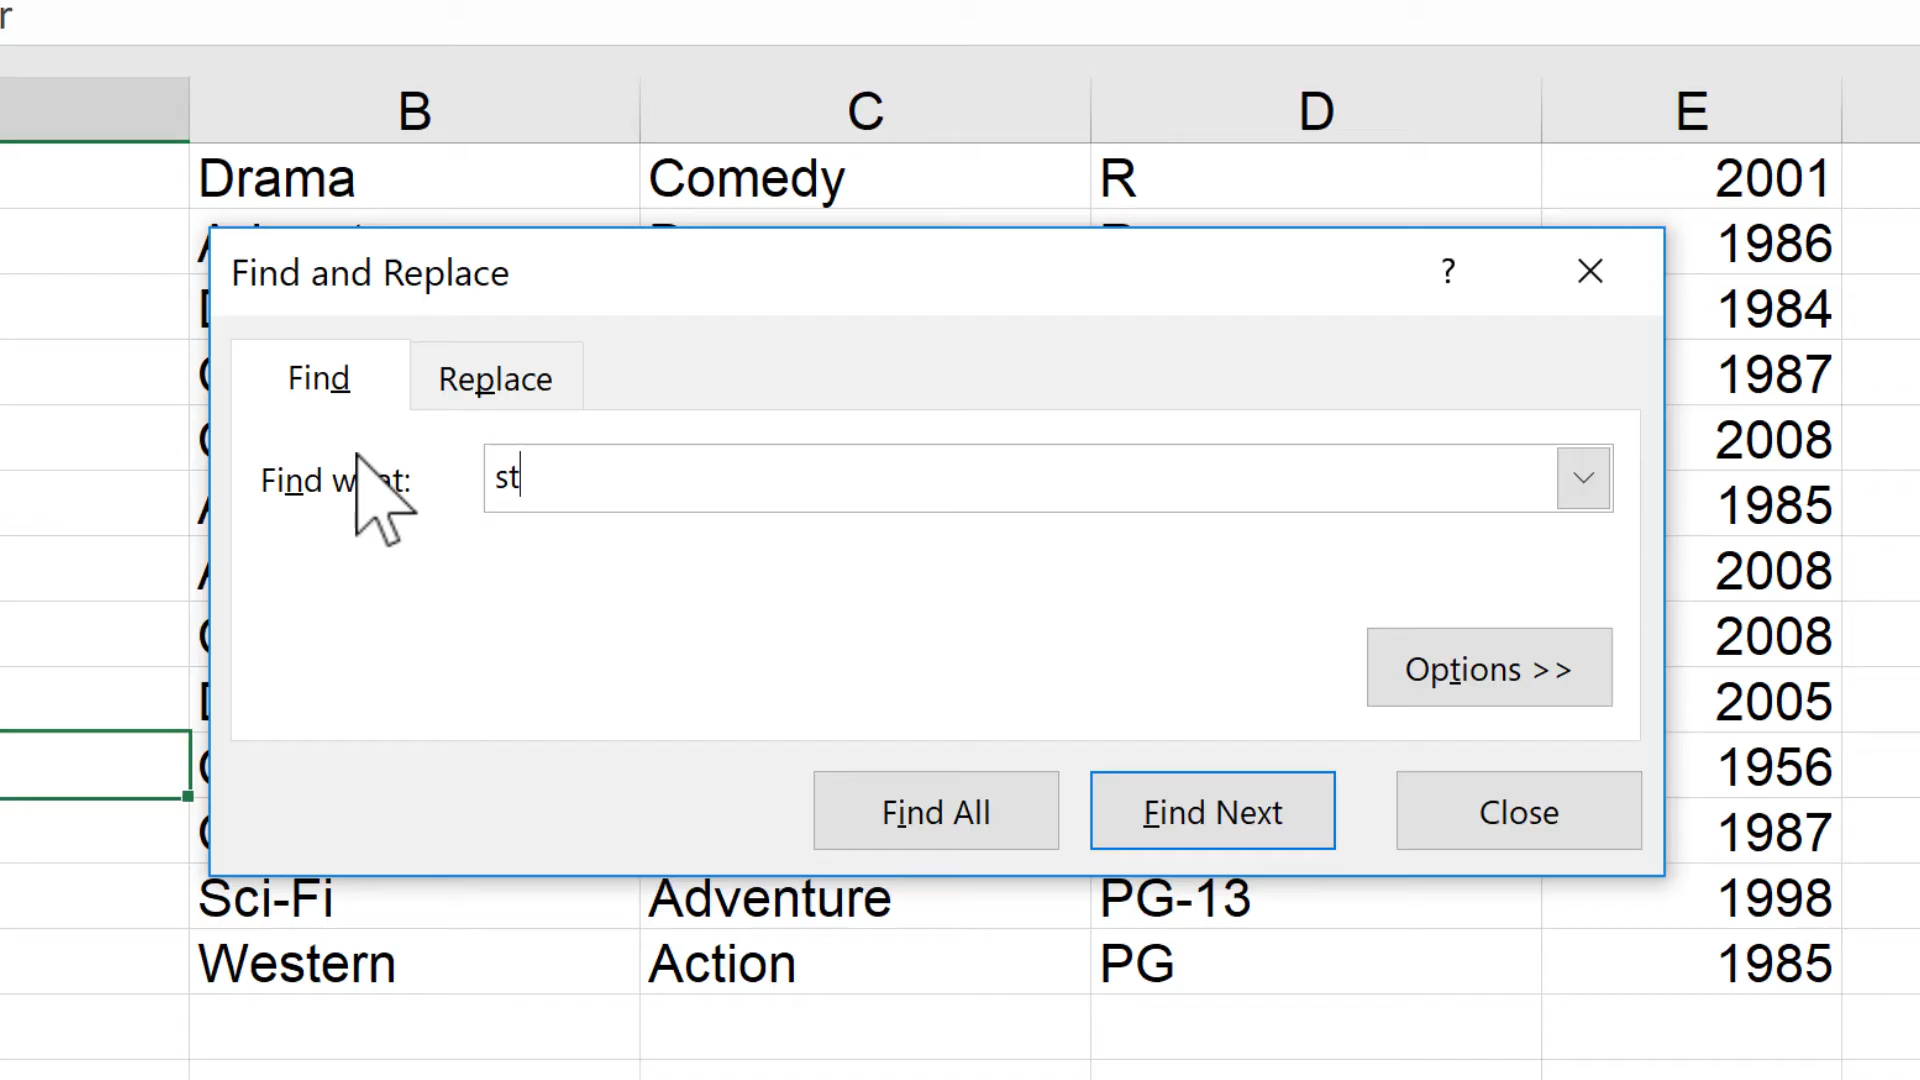 r
B C D E
Drama Comedy R 2001
1986
Find and Replace ?
1984
Find Replace 1987
2008
Find what: st
1985
2008
2008
Options >>
2005
1956
Find All Find Next Close
1987
Sci-Fi Adventure PG-13 1998
Western Action PG 1985